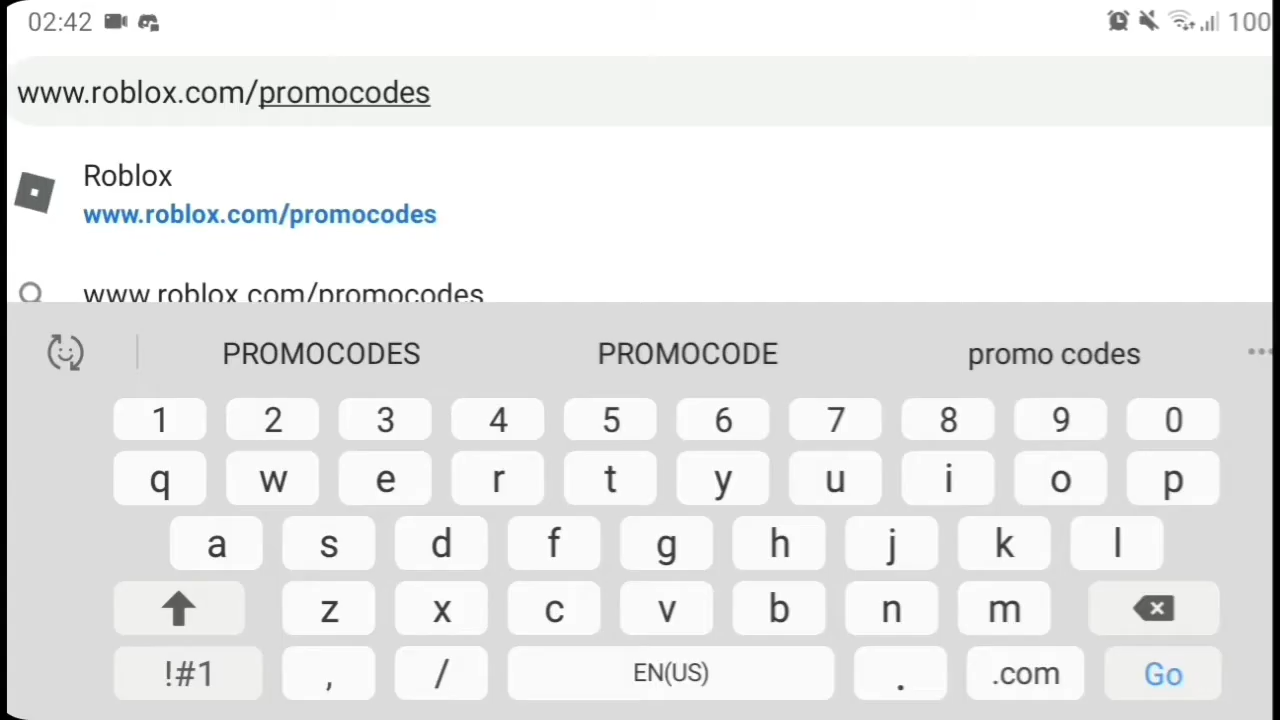 02:42 100
www.roblox.com/promocodes
Roblox
www.roblox.com/promocodes
www.roblox.com/promocodes
PROMOCODES PROMOCODE promo codes
1 2 3 4 5 6 7 8 9 0
q w e r t y u i o p
a s d f g h j k l
z x c v b n m
!#1 , / EN(US) . .com Go